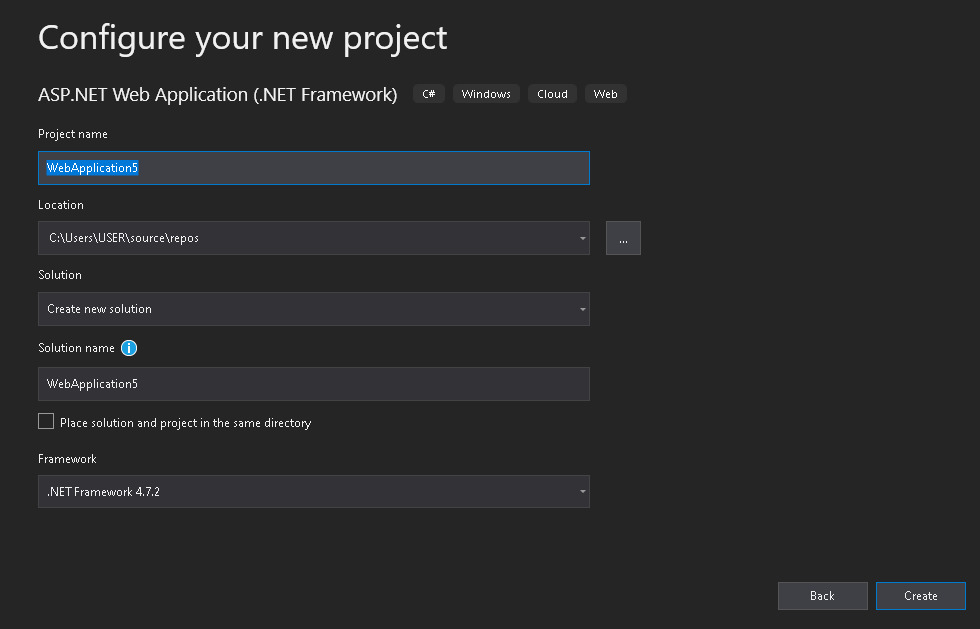 Configure your new project
ASP.NET Web Application (.NET Framework) C# Windows Cloud Web
Project name
WebApplication5
Location
C:\Users\USER\source\repos
...
Solution
Create new solution
Solution name i
WebApplication5
Place solution and project in the same directory
Framework
.NET Framework 4.7.2
Back Create